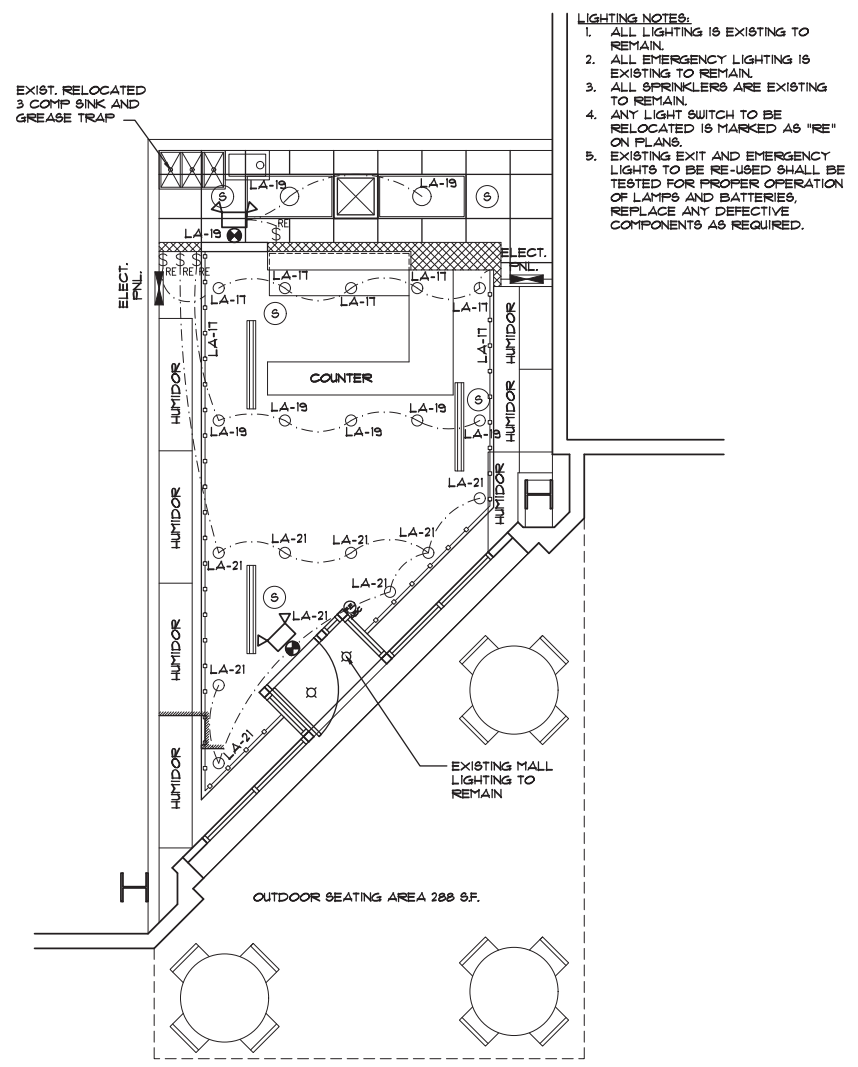 LIGHTING NOTES:
1. ALL LIGHTING IS EXISTING TO
REMAIN.
2. ALL EMERGENCY LIGHTING IS
EXISTING TO REMAIN.
3. ALL SPRINKLERS ARE EXISTING
TO REMAIN.
4. ANY LIGHT SWITCH TO BE
RELOCATED IS MARKED AS "RE"
ON PLANS.
5. EXISTING EXIT AND EMERGENCY
LIGHTS TO BE RE-USED SHALL BE
TESTED FOR PROPER OPERATION
OF LAMPS AND BATTERIES,
REPLACE ANY DEFECTIVE
COMPONENTS AS REQUIRED.
EXIST. RELOCATED
3 COMP SINK AND
GREASE TRAP
LA-19
LA-19
S
S
LA-19
S
RE
S
S
S
RE
RE
RE
ELECT.
PNL.
ELECT.
PNL.
LA-17
LA-17
LA-17
LA-17
LA-17
S
LA-17
LA-17
HUMIDOR
HUMIDOR
COUNTER
HUMIDOR
S
LA-19
LA-19
LA-19
LA-19
LA-19
LA-21
HUMIDOR
HUMIDOR
LA-21
LA-21
LA-21
LA-21
LA-21
S
LA-21
HUMIDOR
LA-21
LA-21
HUMIDOR
EXISTING MALL
LIGHTING TO
REMAIN
OUTDOOR SEATING AREA 288 S.F.